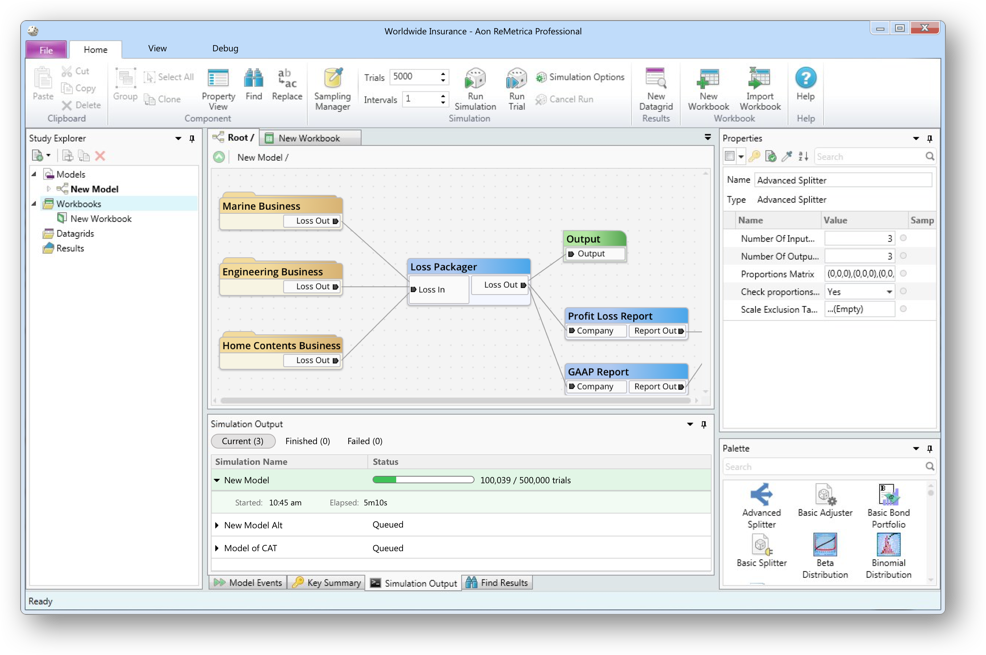 Worldwide Insurance - Aon ReMetrica Professional
File Home View Debug
Paste Cut Copy Delete
Clipboard
Group Select All Clone
Property View Find Replace
Component
Sampling Manager
Trials 5000
Intervals 1
Run Simulation
Run Trial
Simulation Options
Cancel Run
Simulation
New Datagrid
Results
New Workbook
Import Workbook
Workbook
Help
Help
Study Explorer
Models
New Model
Workbooks
New Workbook
Datagrids
Results
Root / New Workbook
New Model /
Marine Business
Loss Out
Engineering Business
Loss Out
Home Contents Business
Loss Out
Loss Packager
Loss In Loss Out
Output
Output
Profit Loss Report
Company Report Out
GAAP Report
Company Report Out
Simulation Output
Current (3) Finished (0) Failed (0)
Simulation Name Status
New Model 100,039 / 500,000 trials
Started: 10:45 am Elapsed: 5m10s
New Model Alt Queued
Model of CAT Queued
Model Events Key Summary Simulation Output Find Results
Properties
Search
Name Advanced Splitter
Type Advanced Splitter
Name Value Samp
Number Of Input... 3
Number Of Outpu... 3
Proportions Matrix (0,0,0),(0,0,0),(0,0,
Check proportions... Yes
Scale Exclusion Ta... ...(Empty)
Palette
Search
Advanced Splitter
Basic Adjuster
Basic Bond Portfolio
Basic Splitter
Beta Distribution
Binomial Distribution
Ready